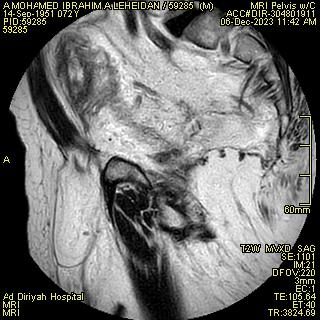 A MOHAMED IBRAHIM A LEHEIDAN / 59285 (M)
14-Sep-1951 072Y
PID:59285
59285
MRI Pelvis w/C
ACC#DIR-304801911
06-Dec-2023 11:42 AM
A
60mm
T2W MVXD SAG
SE:1101
IM:21
DFOV:220
3mm
EC:1
TE:105.64
ET:40
TR:3824.69
Ad Diriyah Hospital
MRI
MRI